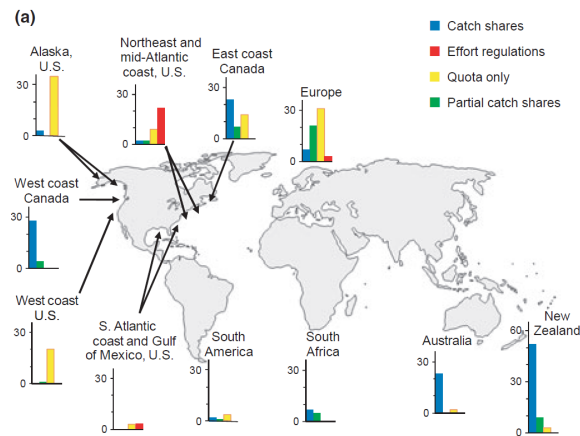 (a)
Catch shares
Effort regulations
Quota only
Partial catch shares
Alaska,
U.S.
30
0
Northeast and
mid-Atlantic
coast, U.S.
30
0
East coast
Canada
30
0
Europe
30
0
West coast
Canada
30
0
West coast
U.S.
30
0
S. Atlantic
coast and Gulf
of Mexico, U.S.
30
0
South
America
30
0
South
Africa
30
0
Australia
30
0
New
Zealand
60
30
0